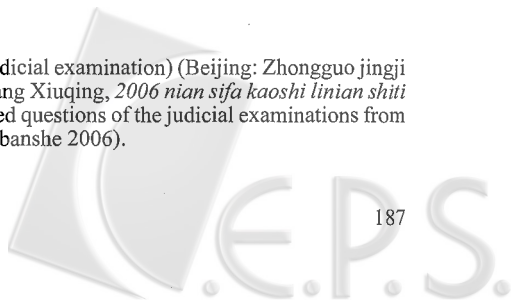 dicial examination) (Beijing: Zhongguo jingji
ng Xiuqing, 2006 nian sifa kaoshi linian shiti
ed questions of the judicial examinations from
banshe 2006).
187
C.E.P.S.